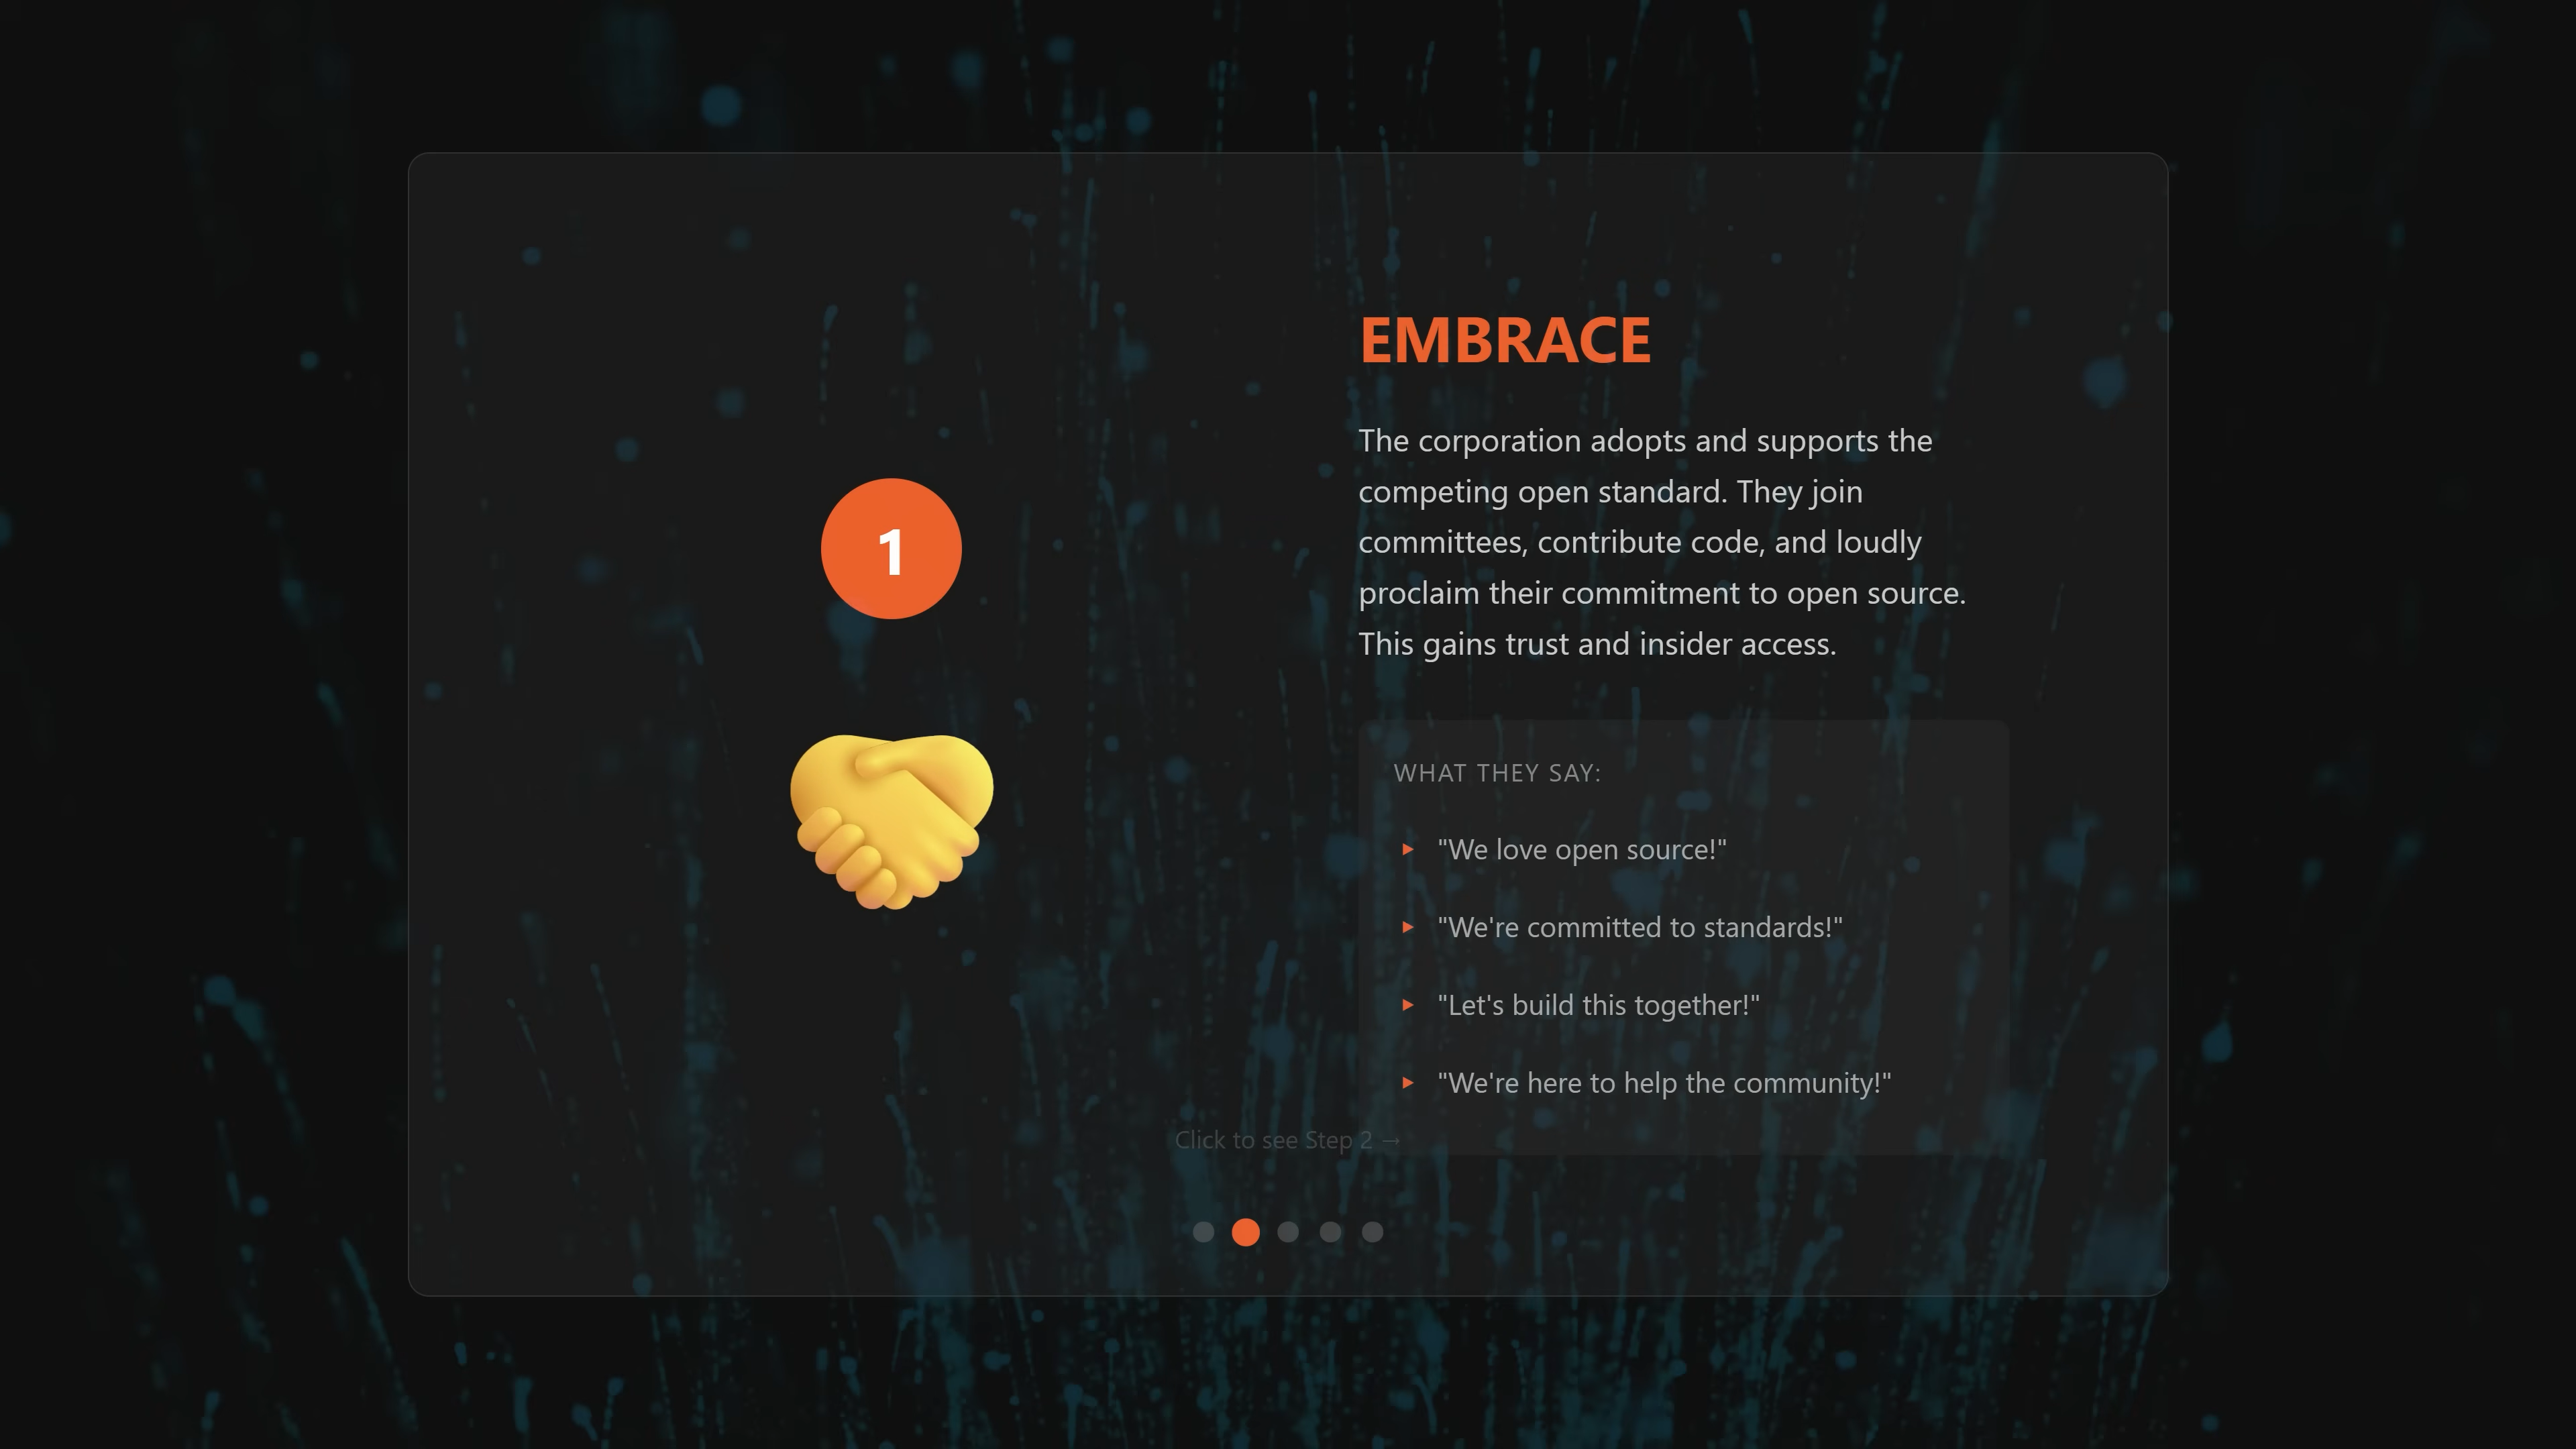 1
EMBRACE
The corporation adopts and supports the
competing open standard. They join
committees, contribute code, and loudly
proclaim their commitment to open source.
This gains trust and insider access.
WHAT THEY SAY:
"We love open source!"
"We're committed to standards!"
"Let's build this together!"
"We're here to help the community!"
Click to see Step 2 →